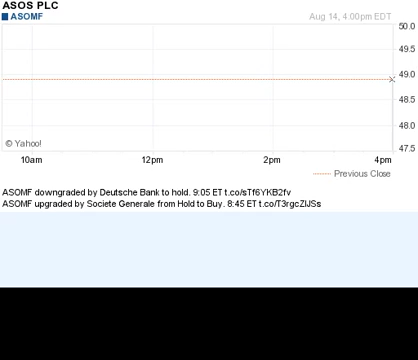 ASOS PLC
ASOMF
Aug 14, 4:00pm EDT
50.0
49.5
49.0
48.5
48.0
47.5
© Yahoo!
10am 12pm 2pm 4pm
Previous Close
ASOMF downgraded by Deutsche Bank to hold. 9:05 ET t.co/sTf6YKB2fv
ASOMF upgraded by Societe Generale from Hold to Buy. 8:45 ET t.co/T3rgcZlJSs